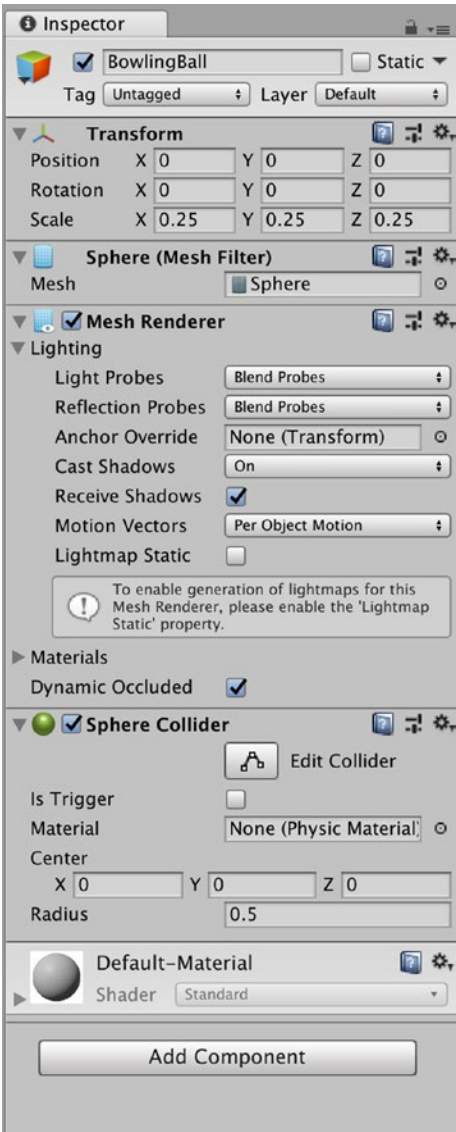 Inspector
BowlingBall Static
Tag Untagged Layer Default
Transform
Position X 0 Y 0 Z 0
Rotation X 0 Y 0 Z 0
Scale X 0.25 Y 0.25 Z 0.25
Sphere (Mesh Filter)
Mesh Sphere
Mesh Renderer
Lighting
Light Probes Blend Probes
Reflection Probes Blend Probes
Anchor Override None (Transform)
Cast Shadows On
Receive Shadows
Motion Vectors Per Object Motion
Lightmap Static
To enable generation of lightmaps for this
Mesh Renderer, please enable the 'Lightmap
Static' property.
Materials
Dynamic Occluded
Sphere Collider
Edit Collider
Is Trigger
Material None (Physic Material)
Center
X 0 Y 0 Z 0
Radius 0.5
Default-Material
Shader Standard
Add Component